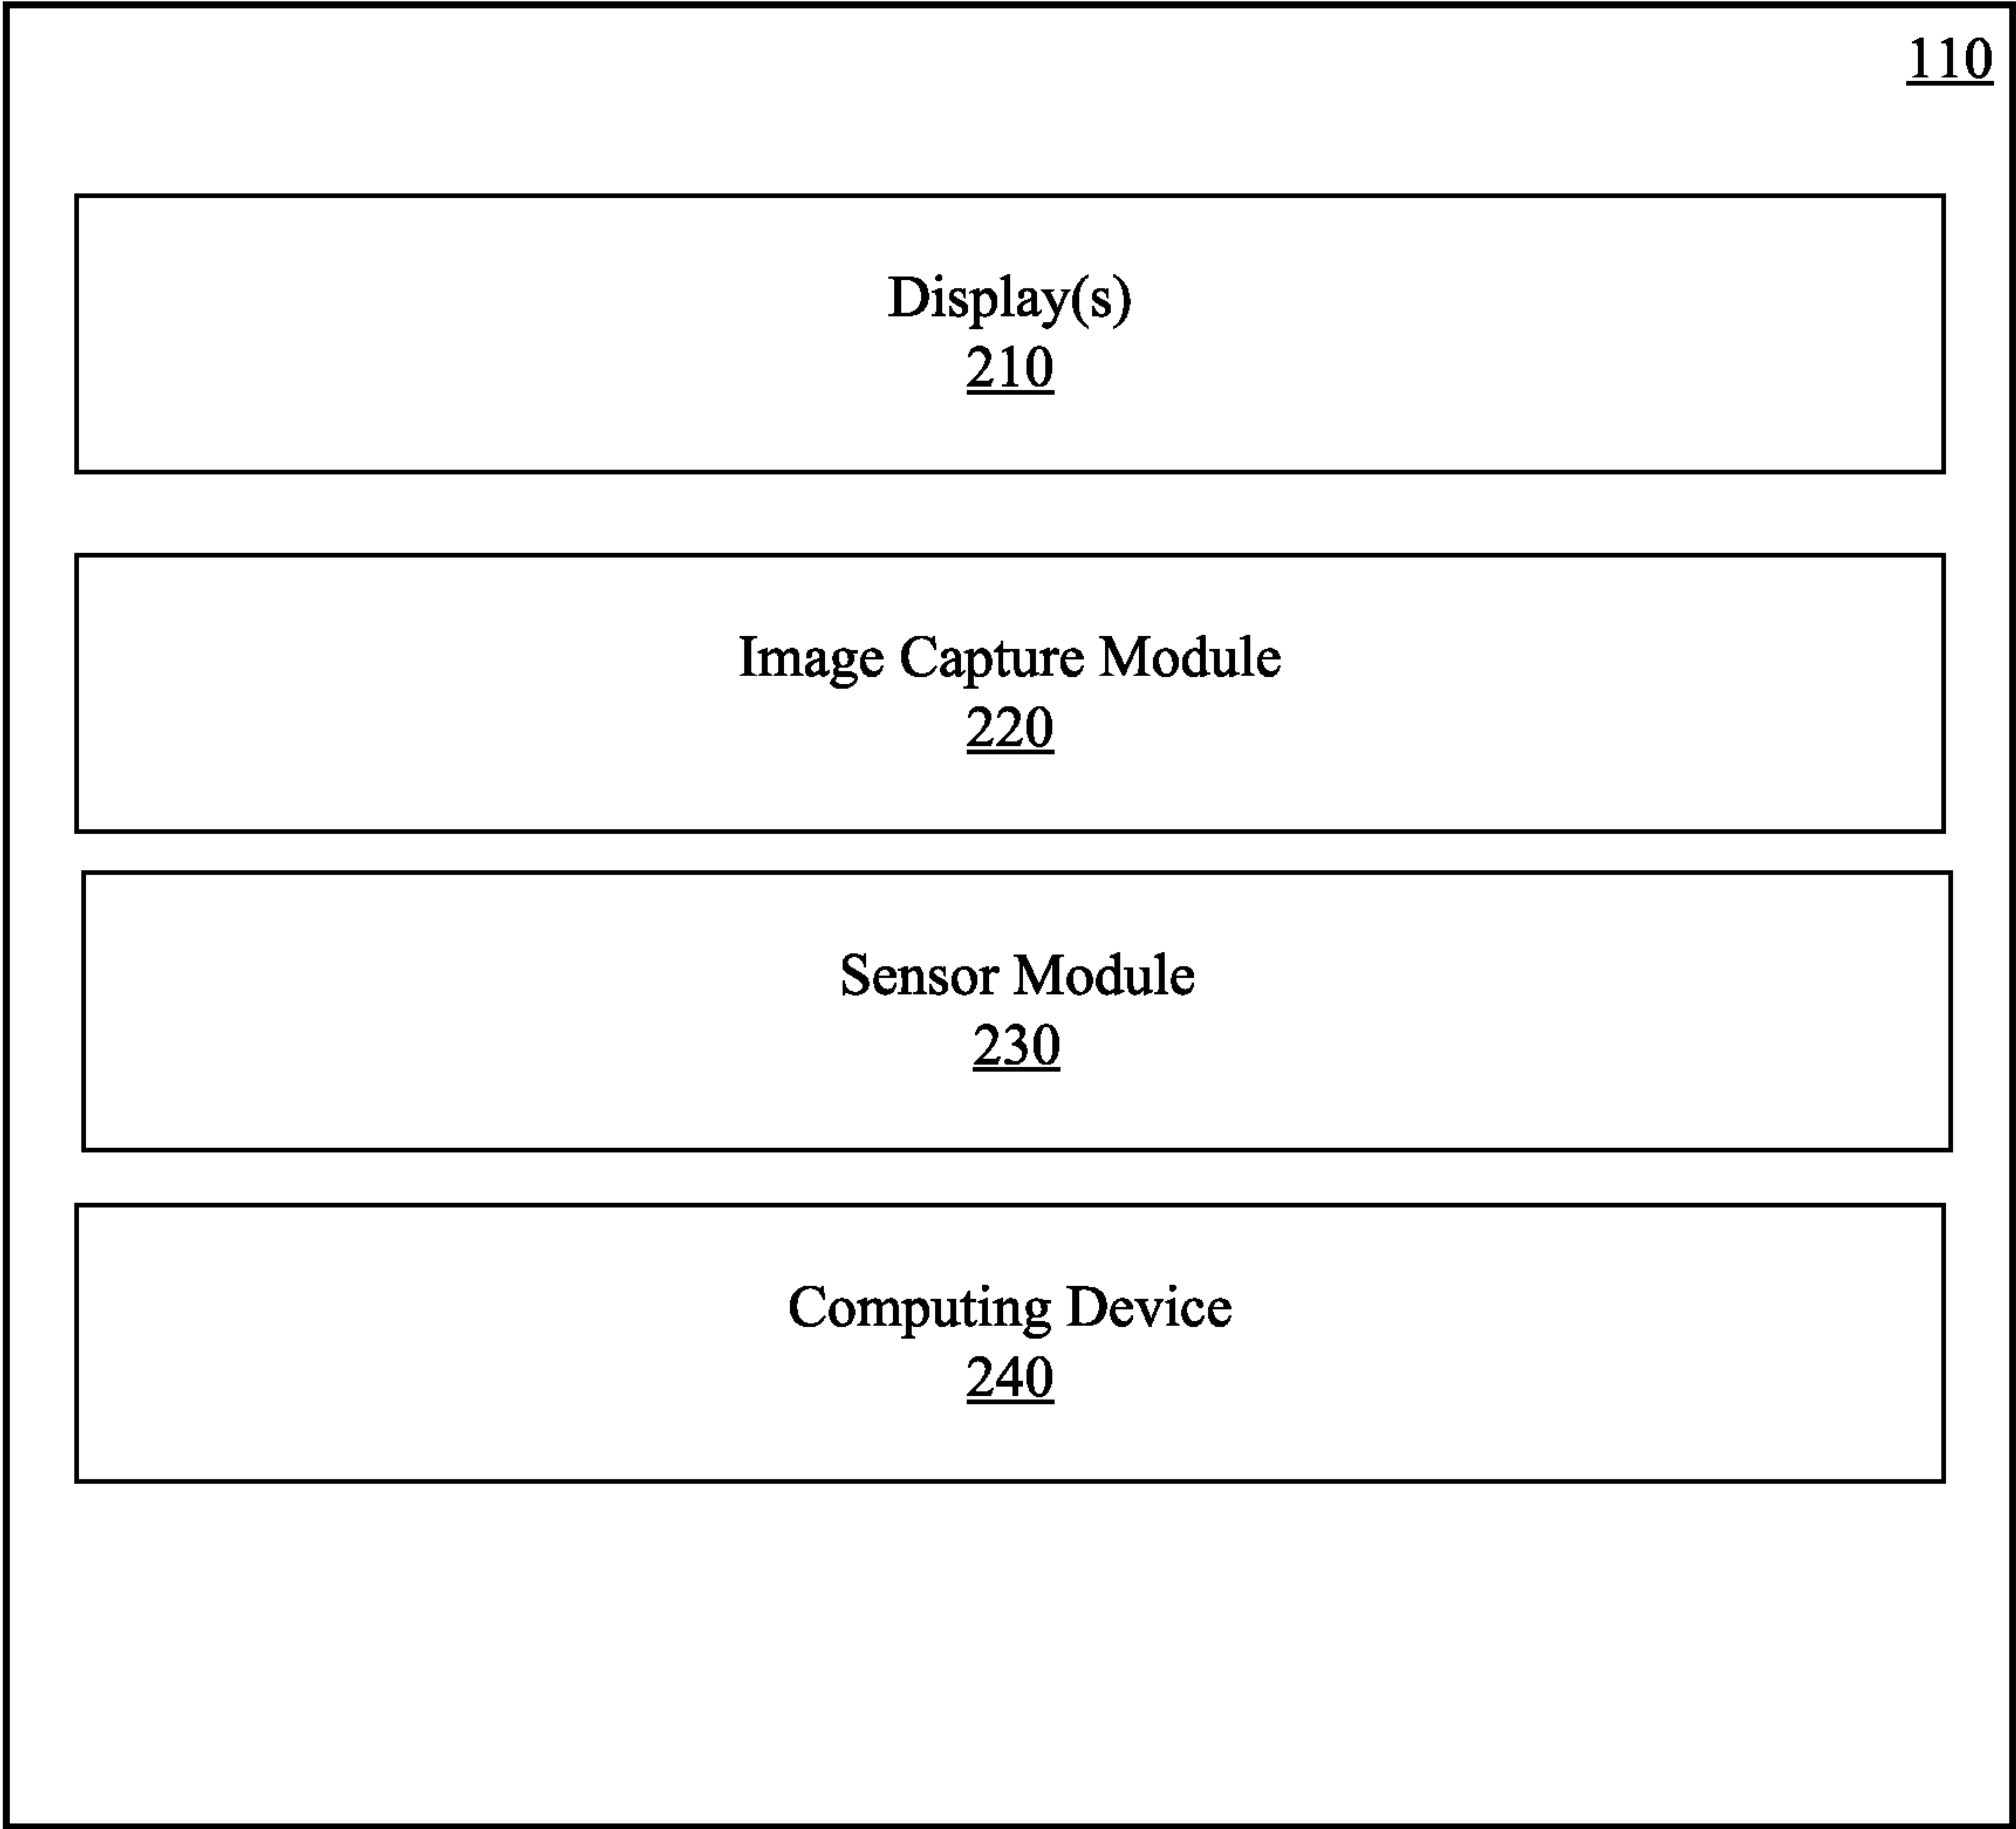 110
Display(s)
210
Image Capture Module
220
Sensor Module
230
Computing Device
240